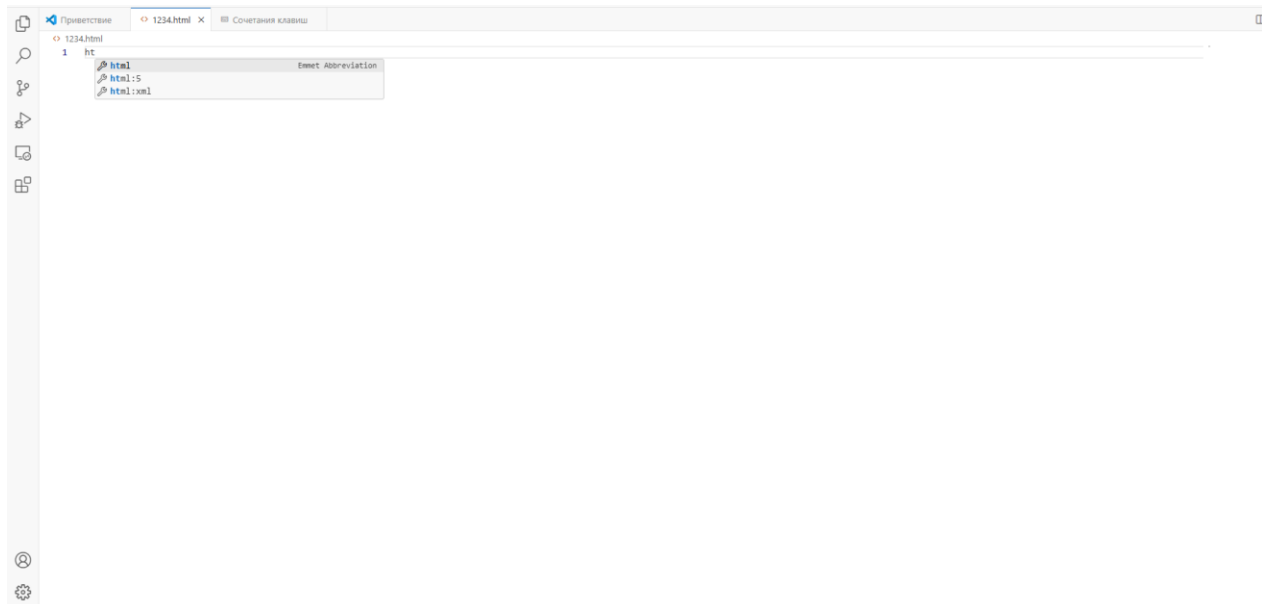 Приветствие 1234.html Сочетания клавиш
1234.html
1 ht
html Emmet Abbreviation
html:5
html:xml